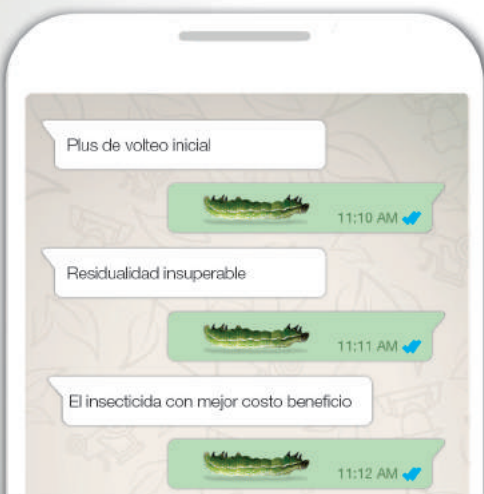 Plus de volteo inicial
11:10 AM
Residualidad insuperable
11:11 AM
El insecticida con mejor costo beneficio
11:12 AM